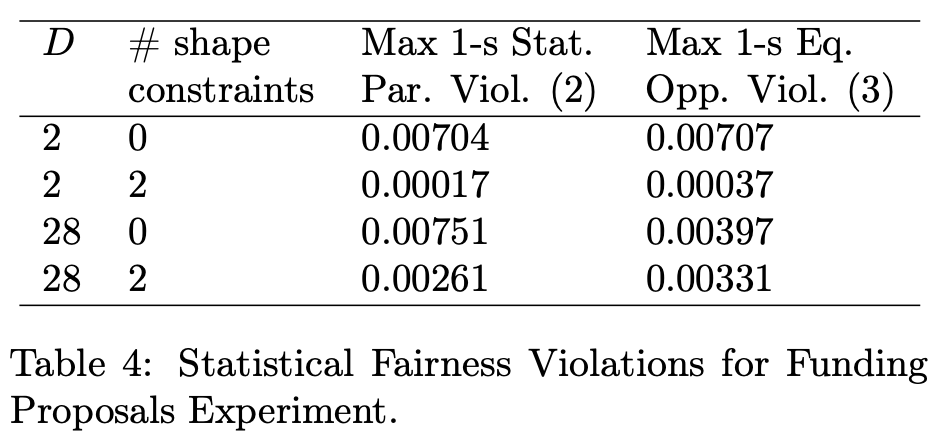 D # shape Max 1-s Stat. Max 1-s Eq.
constraints Par. Viol. (2) Opp. Viol. (3)
2 0 0.00704 0.00707
2 2 0.00017 0.00037
28 0 0.00751 0.00397
28 2 0.00261 0.00331
Table 4: Statistical Fairness Violations for Funding
Proposals Experiment.